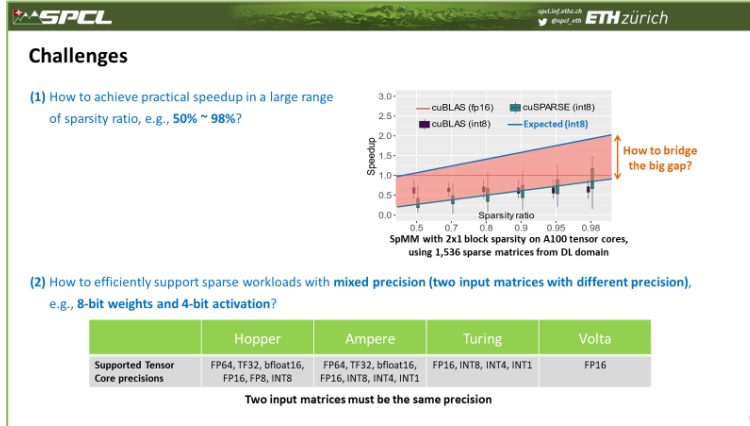 SPCL
spcl.inf.ethz.ch
@spcl_eth
ETH zürich
Challenges
(1) How to achieve practical speedup in a large range
of sparsity ratio, e.g., 50% ~ 98%?
3.0
2.5
2.0
1.5
1.0
0.5
0.0
Speedup
cuBLAS (fp16)
cuSPARSE (int8)
cuBLAS (int8)
Expected (int8)
How to bridge
the big gap?
Sparsity ratio
0.5 0.7 0.8 0.9 0.95 0.98
SpMM with 2x1 block sparsity on A100 tensor cores,
using 1,536 sparse matrices from DL domain
(2) How to efficiently support sparse workloads with mixed precision (two input matrices with different precision),
e.g., 8-bit weights and 4-bit activation?
Hopper Ampere Turing Volta
Supported Tensor
Core precisions
FP64, TF32, bfloat16,
FP16, FP8, INT8
FP64, TF32, bfloat16,
FP16, INT8, INT4, INT1
FP16, INT8, INT4, INT1
FP16
Two input matrices must be the same precision